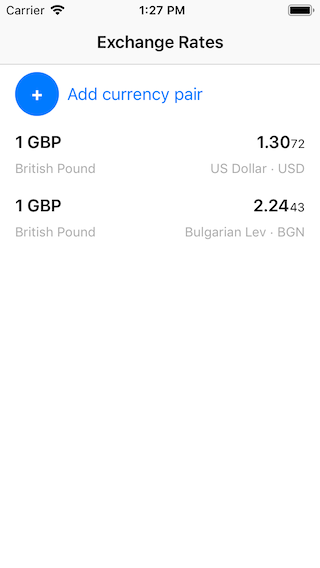 Carrier 1:27 PM
Exchange Rates
+ Add currency pair
1 GBP 1.3072
British Pound US Dollar · USD
1 GBP 2.2443
British Pound Bulgarian Lev · BGN